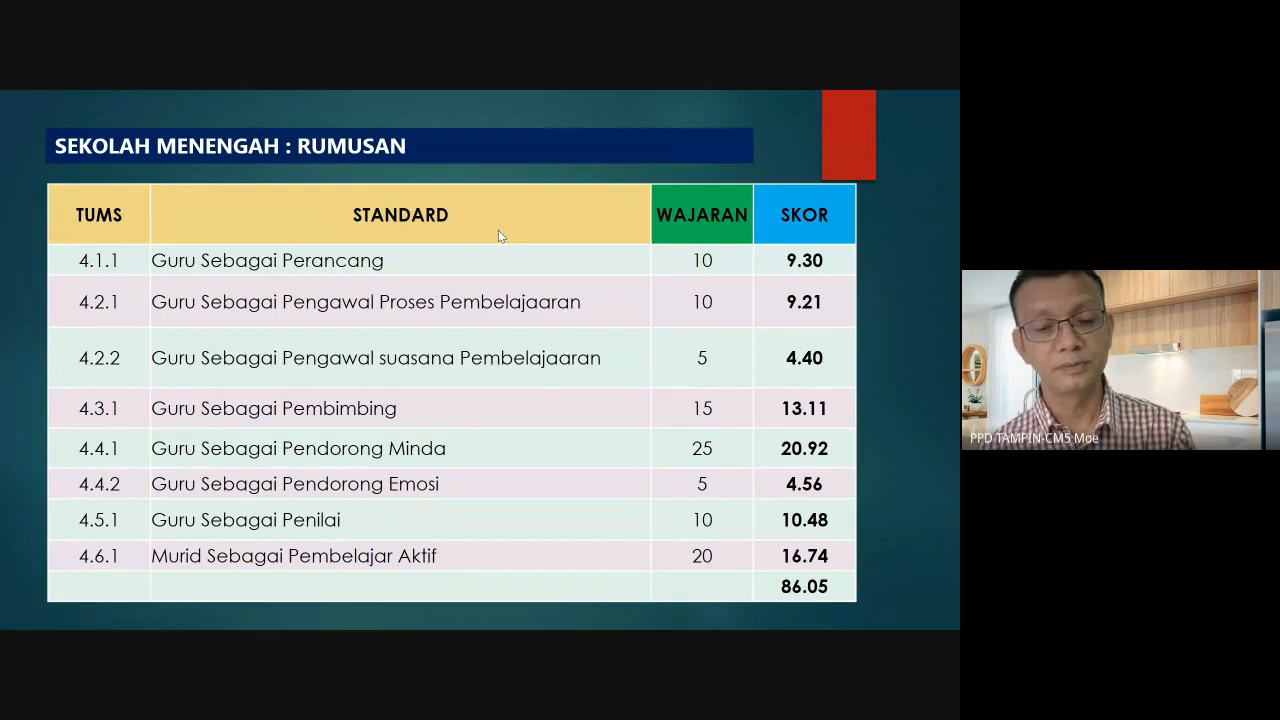 SEKOLAH MENENGAH : RUMUSAN
TUMS STANDARD WAJARAN SKOR
4.1.1 Guru Sebagai Perancang 10 9.30
4.2.1 Guru Sebagai Pengawal Proses Pembelajaaran 10 9.21
4.2.2 Guru Sebagai Pengawal suasana Pembelajaaran 5 4.40
4.3.1 Guru Sebagai Pembimbing 15 13.11
4.4.1 Guru Sebagai Pendorong Minda 25 20.92
4.4.2 Guru Sebagai Pendorong Emosi 5 4.56
4.5.1 Guru Sebagai Penilai 10 10.48
4.6.1 Murid Sebagai Pembelajar Aktif 20 16.74
86.05
PPD TAMPIN-CM5 Moe